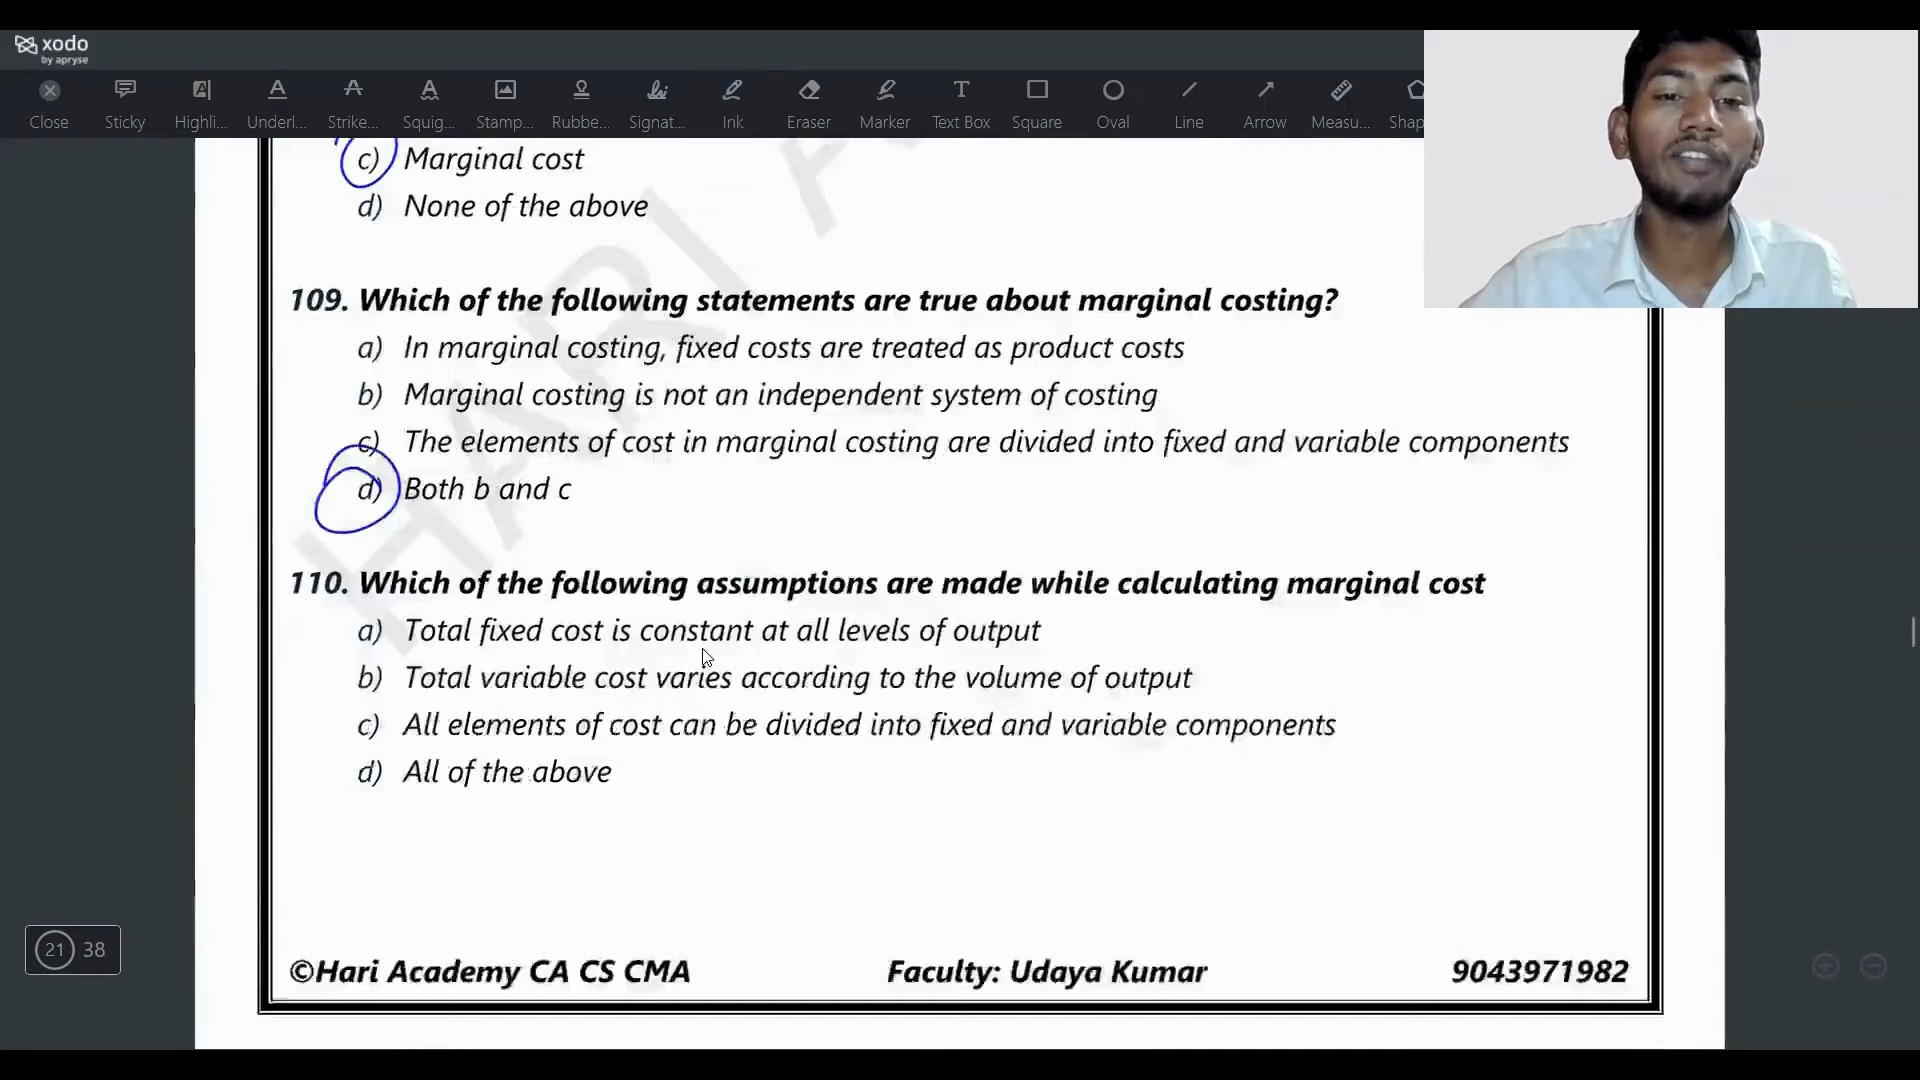 xodo
by apryse
Close Sticky Highli... Underl... Strike... Squig... Stamp... Rubbe... Signat... Ink Eraser Marker Text Box Square Oval Line Arrow Measu...
c) Marginal cost
d) None of the above
109. Which of the following statements are true about marginal costing?
a) In marginal costing, fixed costs are treated as product costs
b) Marginal costing is not an independent system of costing
c) The elements of cost in marginal costing are divided into fixed and variable components
d) Both b and c
110. Which of the following assumptions are made while calculating marginal cost
a) Total fixed cost is constant at all levels of output
b) Total variable cost varies according to the volume of output
c) All elements of cost can be divided into fixed and variable components
d) All of the above
21 38
©Hari Academy CA CS CMA Faculty: Udaya Kumar 9043971982
HARI